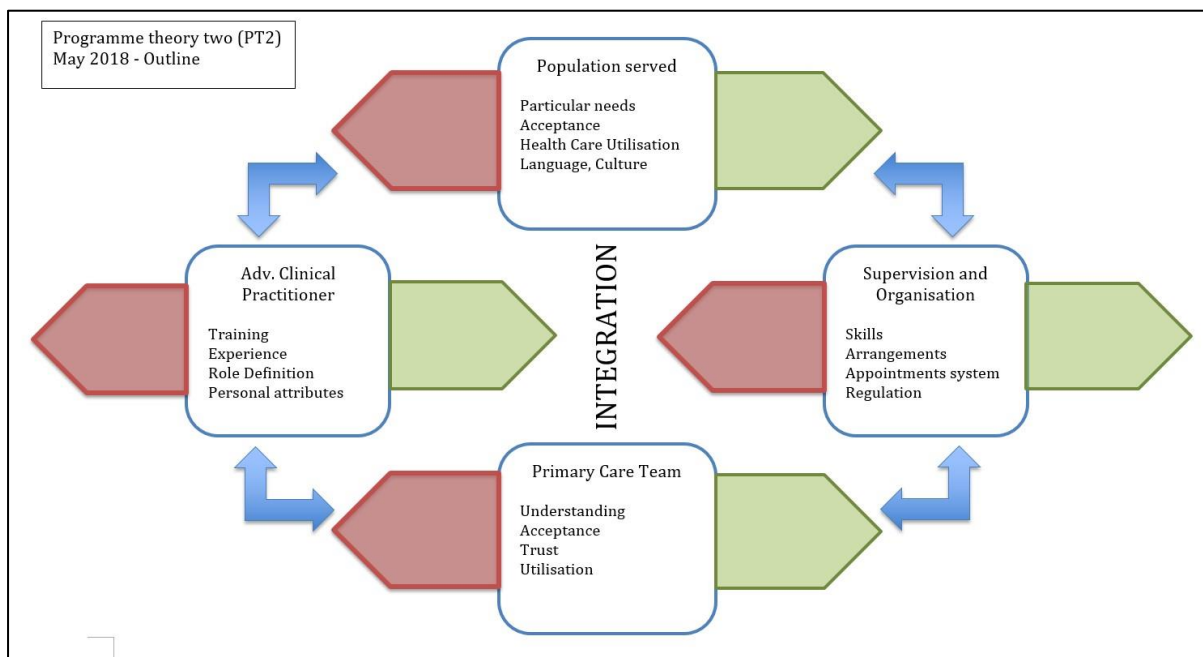 Programme theory two (PT2)
May 2018 - Outline
Population served
Particular needs
Acceptance
Health Care Utilisation
Language, Culture
Adv. Clinical
Practitioner
Training
Experience
Role Definition
Personal attributes
INTEGRATION
Supervision and
Organisation
Skills
Arrangements
Appointments system
Regulation
Primary Care Team
Understanding
Acceptance
Trust
Utilisation